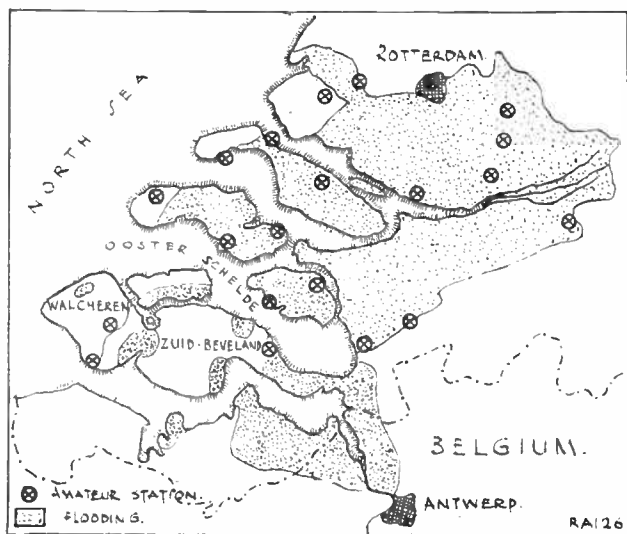 ROTTERDAM.
NORTH SEA
OOSTER SCHELDE
WALCHEREN
ZUID-BEVELAND
BELGIUM.
AMATEUR STATION.
FLOODING.
ANTWERP.
RA126